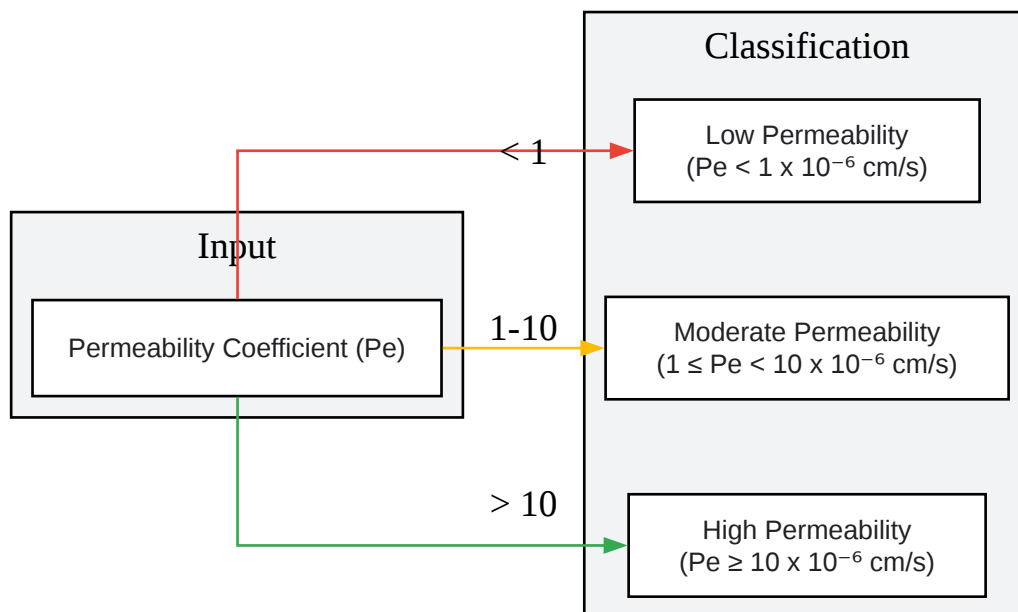 Classification
Low Permeability
(Pe < 1 x 10⁻⁶ cm/s)
< 1
Input
Permeability Coefficient (Pe)
1-10
Moderate Permeability
(1 ≤ Pe < 10 x 10⁻⁶ cm/s)
> 10
High Permeability
(Pe ≥ 10 x 10⁻⁶ cm/s)